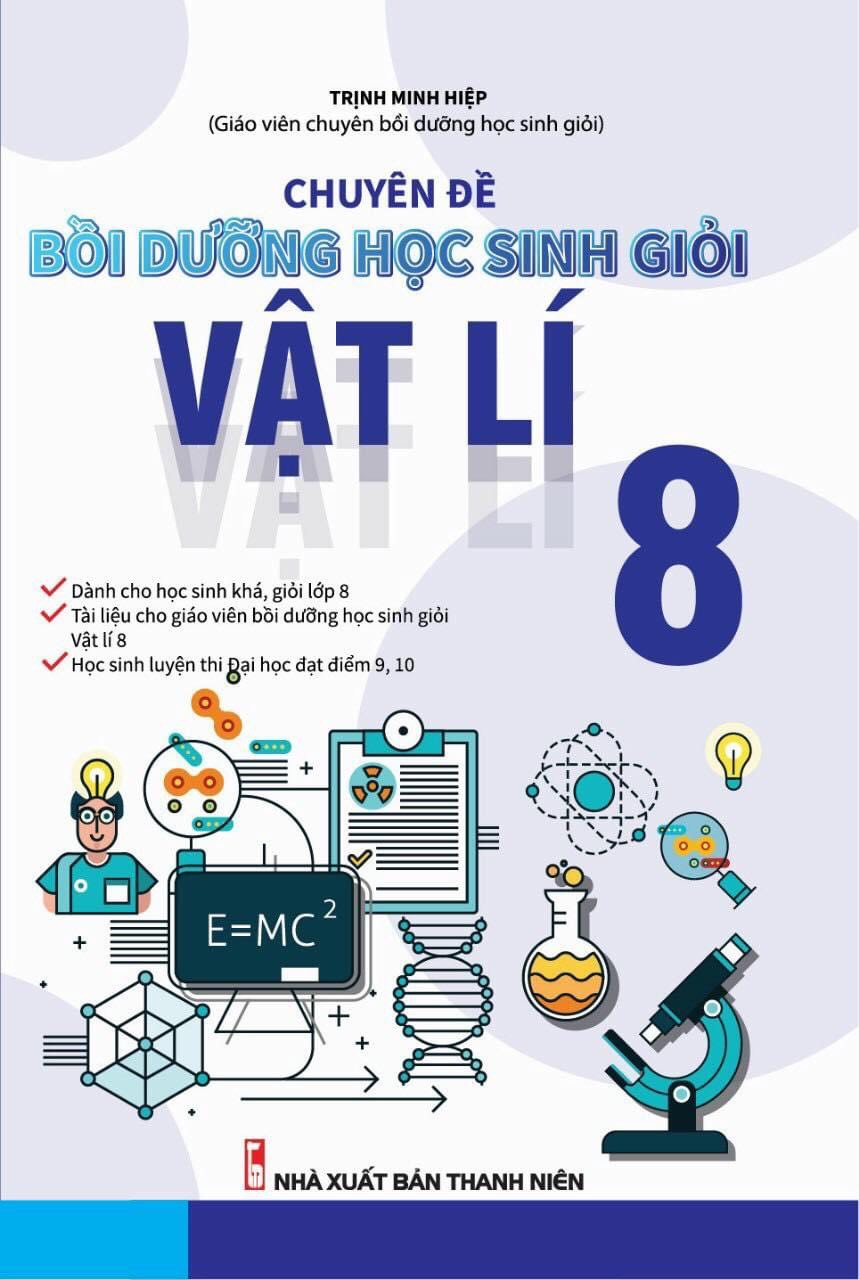 TRỊNH MINH HIỆP
(Giáo viên chuyên bồi dưỡng học sinh giỏi)
CHUYÊN ĐỀ
BỒI DƯỠNG HỌC SINH GIỎI
VẬT LÍ
8
Dành cho học sinh khá, giỏi lớp 8
Tài liệu cho giáo viên bồi dưỡng học sinh giỏi
Vật lí 8
Học sinh luyện thi Đại học đạt điểm 9, 10
E=MC²
NHÀ XUẤT BẢN THANH NIÊN